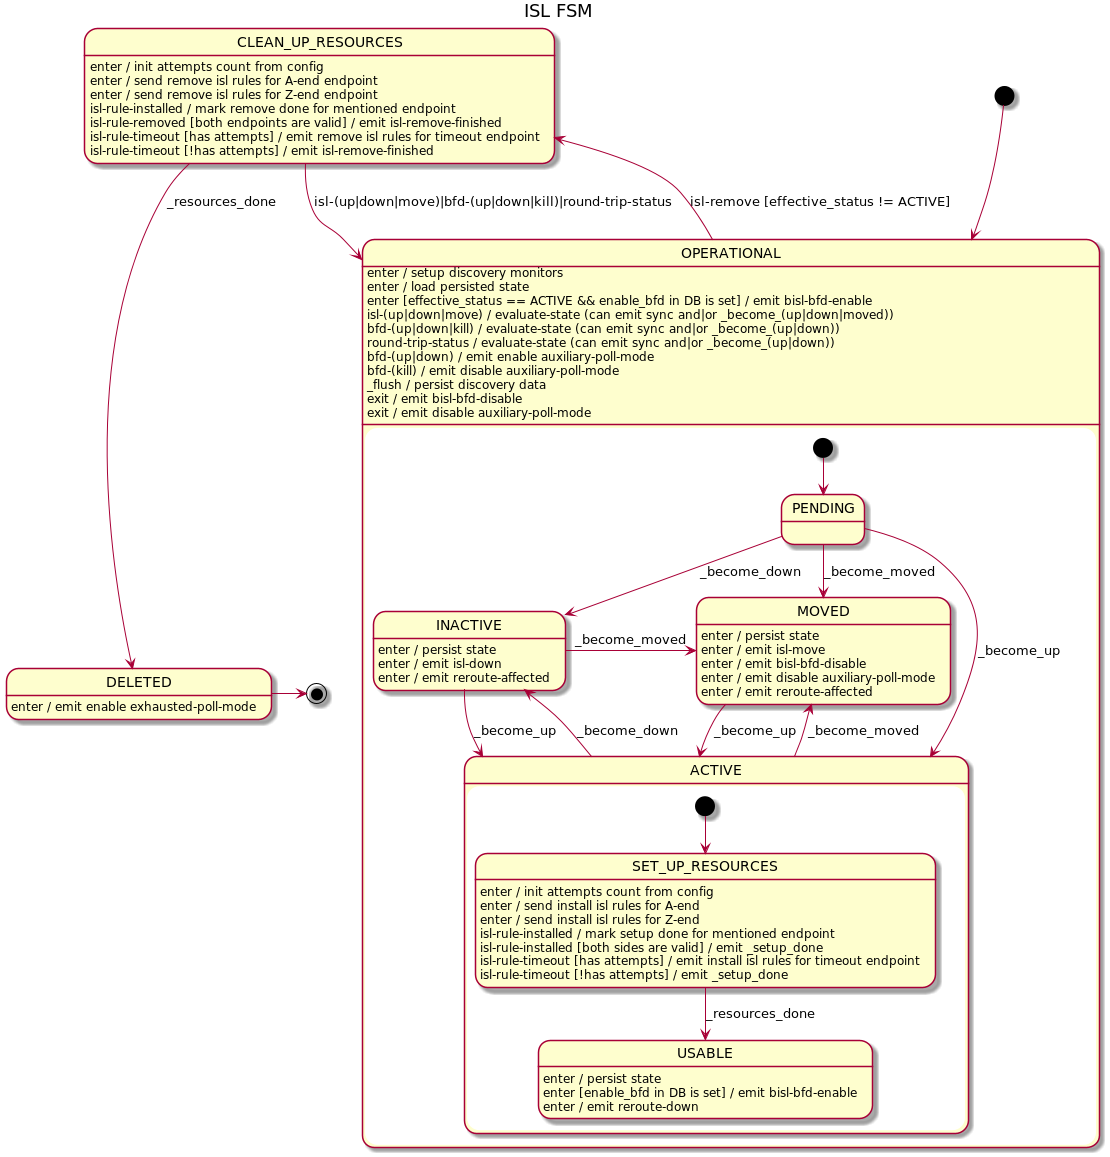 ISL FSM
CLEAN_UP_RESOURCES
enter / init attempts count from config
enter / send remove isl rules for A-end endpoint
enter / send remove isl rules for Z-end endpoint
isl-rule-installed / mark remove done for mentioned endpoint
isl-rule-removed [both endpoints are valid] / emit isl-remove-finished
isl-rule-timeout [has attempts] / emit remove isl rules for timeout endpoint
isl-rule-timeout [!has attempts] / emit isl-remove-finished
_resources_done
isl-(up|down|move)|bfd-(up|down|kill)|round-trip-status
isl-remove [effective_status != ACTIVE]
OPERATIONAL
enter / setup discovery monitors
enter / load persisted state
enter [effective_status == ACTIVE && enable_bfd in DB is set] / emit bisl-bfd-enable
isl-(up|down|move) / evaluate-state (can emit sync and|or _become_(up|down|moved))
bfd-(up|down|kill) / evaluate-state (can emit sync and|or _become_(up|down))
round-trip-status / evaluate-state (can emit sync and|or _become_(up|down))
bfd-(up|down) / emit enable auxiliary-poll-mode
bfd-(kill) / emit disable auxiliary-poll-mode
_flush / persist discovery data
exit / emit bisl-bfd-disable
exit / emit disable auxiliary-poll-mode
PENDING
_become_down
_become_moved
_become_up
INACTIVE
enter / persist state
enter / emit isl-down
enter / emit reroute-affected
_become_moved
MOVED
enter / persist state
enter / emit isl-move
enter / emit bisl-bfd-disable
enter / emit disable auxiliary-poll-mode
enter / emit reroute-affected
DELETED
enter / emit enable exhausted-poll-mode
_become_up
_become_down
_become_up
_become_moved
ACTIVE
SET_UP_RESOURCES
enter / init attempts count from config
enter / send install isl rules for A-end
enter / send install isl rules for Z-end
isl-rule-installed / mark setup done for mentioned endpoint
isl-rule-installed [both sides are valid] / emit _setup_done
isl-rule-timeout [has attempts] / emit install isl rules for timeout endpoint
isl-rule-timeout [!has attempts] / emit _setup_done
_resources_done
USABLE
enter / persist state
enter [enable_bfd in DB is set] / emit bisl-bfd-enable
enter / emit reroute-down